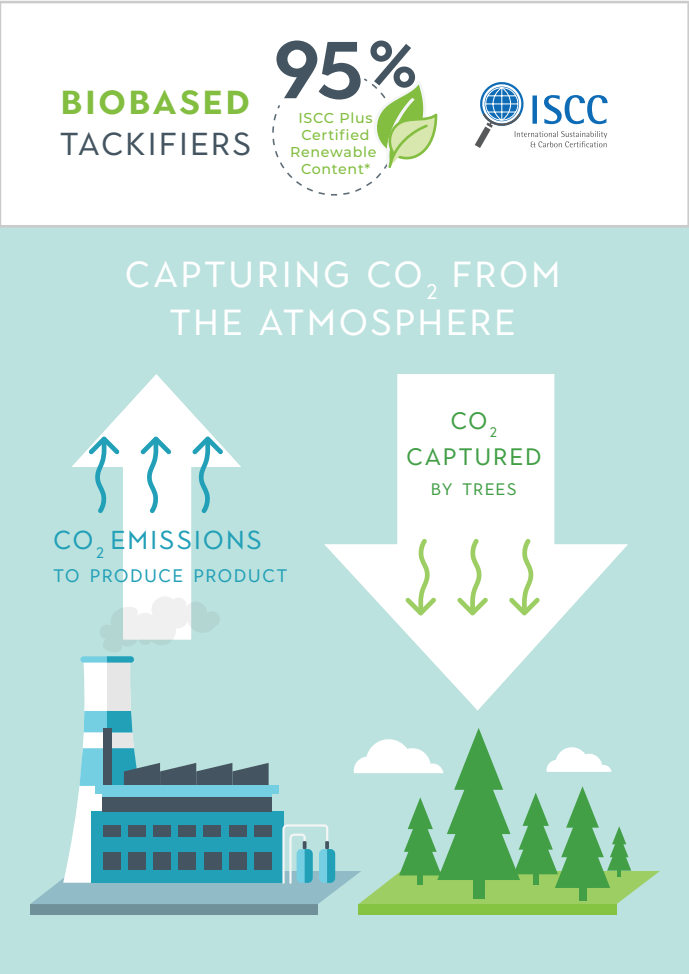 BIOBASED
TACKIFIERS
95%
ISCC Plus
Certified
Renewable
Content*
ISCC
International Sustainability
& Carbon Certification
CAPTURING CO₂ FROM
THE ATMOSPHERE
CO₂ EMISSIONS
TO PRODUCE PRODUCT
CO₂
CAPTURED
BY TREES